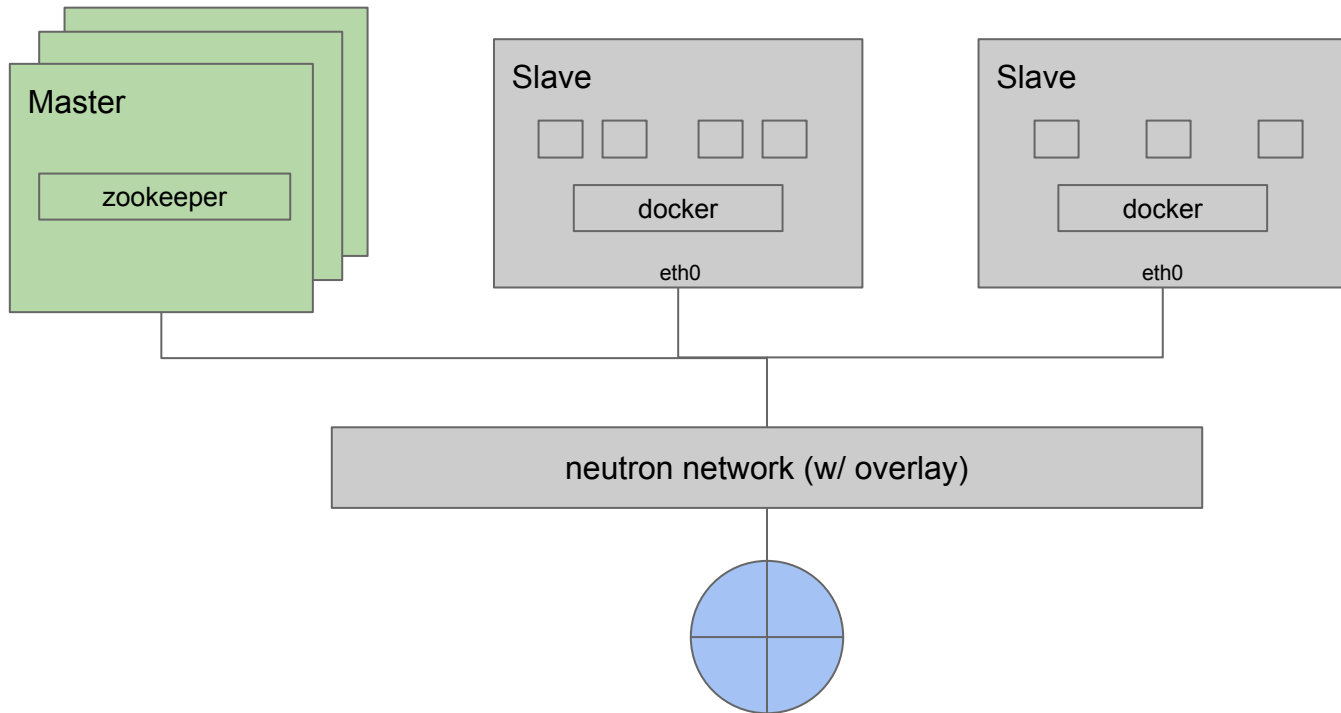 Master
zookeeper
Slave
docker
eth0
Slave
docker
eth0
neutron network (w/ overlay)